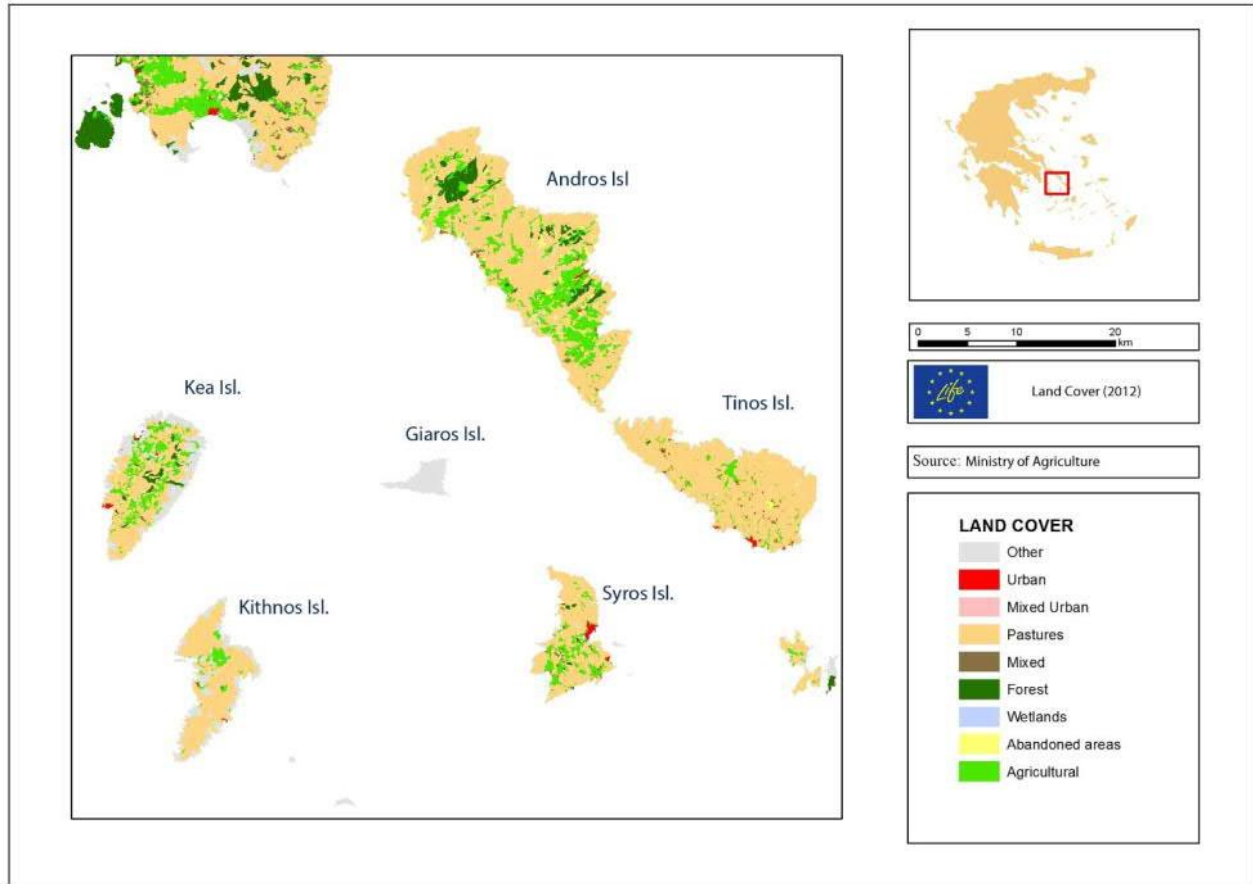 Andros Isl
Kea Isl.
Tinos Isl.
Giaros Isl.
Kithnos Isl.
Syros Isl.
0 5 10 20
km
Life
Land Cover (2012)
Source: Ministry of Agriculture
LAND COVER
Other
Urban
Mixed Urban
Pastures
Mixed
Forest
Wetlands
Abandoned areas
Agricultural